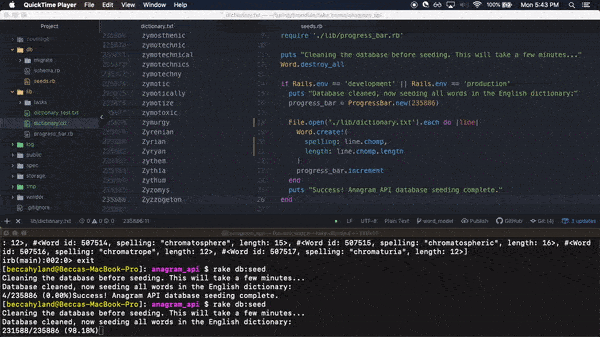 QuickTime Player File Edit View Window Help
100% Mon 5:43 PM
Project
dictionary.txt
seeds.rb
db
migrate
schema.rb
seeds.rb
lib
tasks
dictionary_test.txt
dictionary.txt
progress_bar.rb
log
public
spec
storage
tmp
vendor
.gitignore
zymosthenic
zymotechnic
zymotechnical
zymotechnics
zymotechny
zymotic
zymotically
zymotize
zymotoxic
zymurgy
Zyrenian
Zyrian
Zyryan
zythem
Zythia
zythum
Zyzomys
235886 Zyzzogeton
require './lib/progress_bar.rb'
puts "Cleaning the database before seeding. This will take a few minutes..."
Word.destroy_all
if Rails.env == 'development' || Rails.env == 'production'
puts "Database cleaned, now seeding all words in the English dictionary:"
progress_bar = ProgressBar.new(235886)
File.open('./lib/dictionary.txt').each do |line|
Word.create!(
spelling: line.chomp,
length: line.chomp.length
)
progress_bar.increment
end
puts "Success! Anagram API database seeding complete."
end
lib/dictionary.txt 0 0 0 235886:11
LF UTF-8 Plain Text word_model Publish GitHub Git (4) 2 updates
: 12>, #<Word id: 507514, spelling: "chromatosphere", length: 15>, #<Word id: 507515, spelling: "chromatospheric", length: 16>, #<
Word id: 507516, spelling: "chromatrope", length: 12>, #<Word id: 507517, spelling: "chromaturia", length: 12>]
irb(main):002:0> exit
[beccahyland@Beccas-MacBook-Pro]: anagram_api $ rake db:seed
Cleaning the database before seeding. This will take a few minutes...
Database cleaned, now seeding all words in the English dictionary:
4/235886 (0.00%)Success! Anagram API database seeding complete.
[beccahyland@Beccas-MacBook-Pro]: anagram_api $ rake db:seed
Cleaning the database before seeding. This will take a few minutes...
Database cleaned, now seeding all words in the English dictionary:
231588/235886 (98.18%)